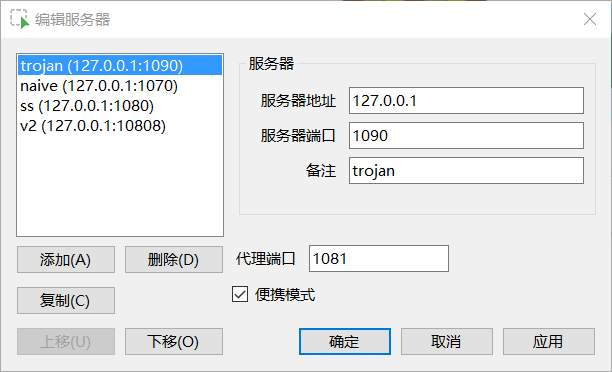 编辑服务器
trojan (127.0.0.1:1090)
naive (127.0.0.1:1070)
ss (127.0.0.1:1080)
v2 (127.0.0.1:10808)
服务器
服务器地址 127.0.0.1
服务器端口 1090
备注 trojan
添加(A) 删除(D) 代理端口 1081
复制(C) 便携模式
上移(U) 下移(O) 确定 取消 应用